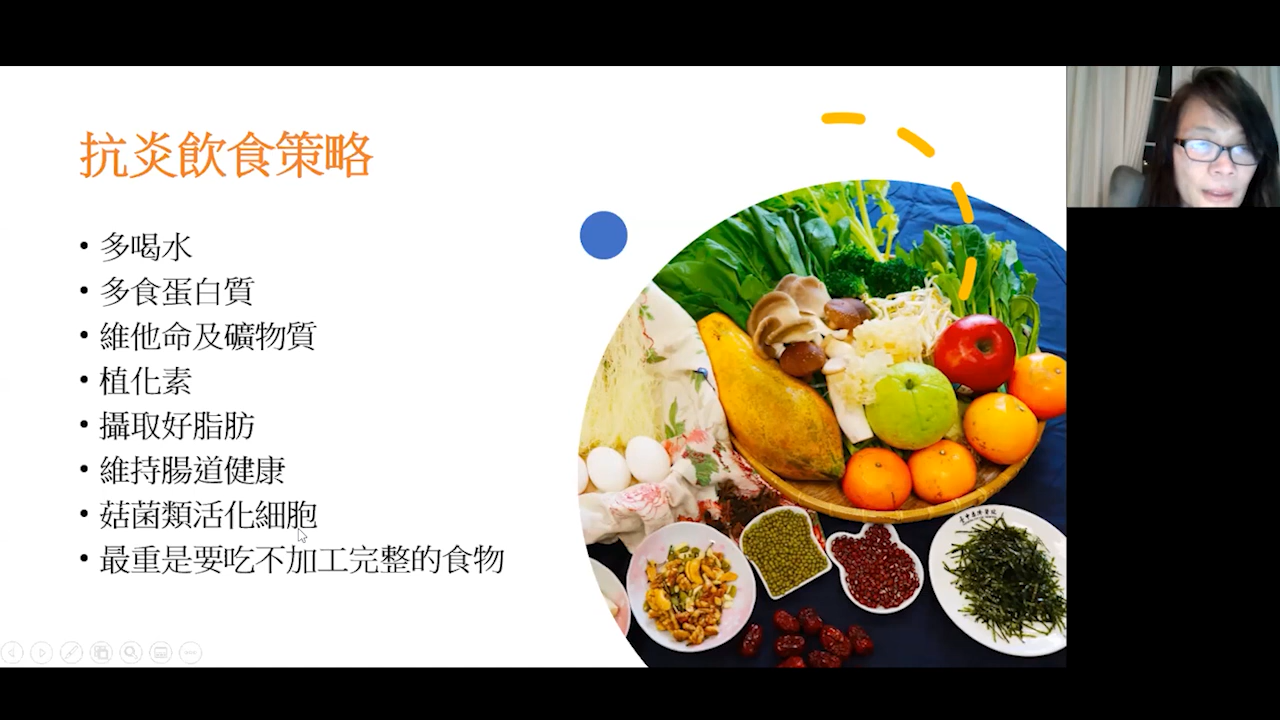 抗炎飲食策略
• 多喝水
• 多食蛋白質
• 維他命及礦物質
• 植化素
• 攝取好脂肪
• 維持腸道健康
• 菇菌類活化細胞
• 最重是要吃不加工完整的食物